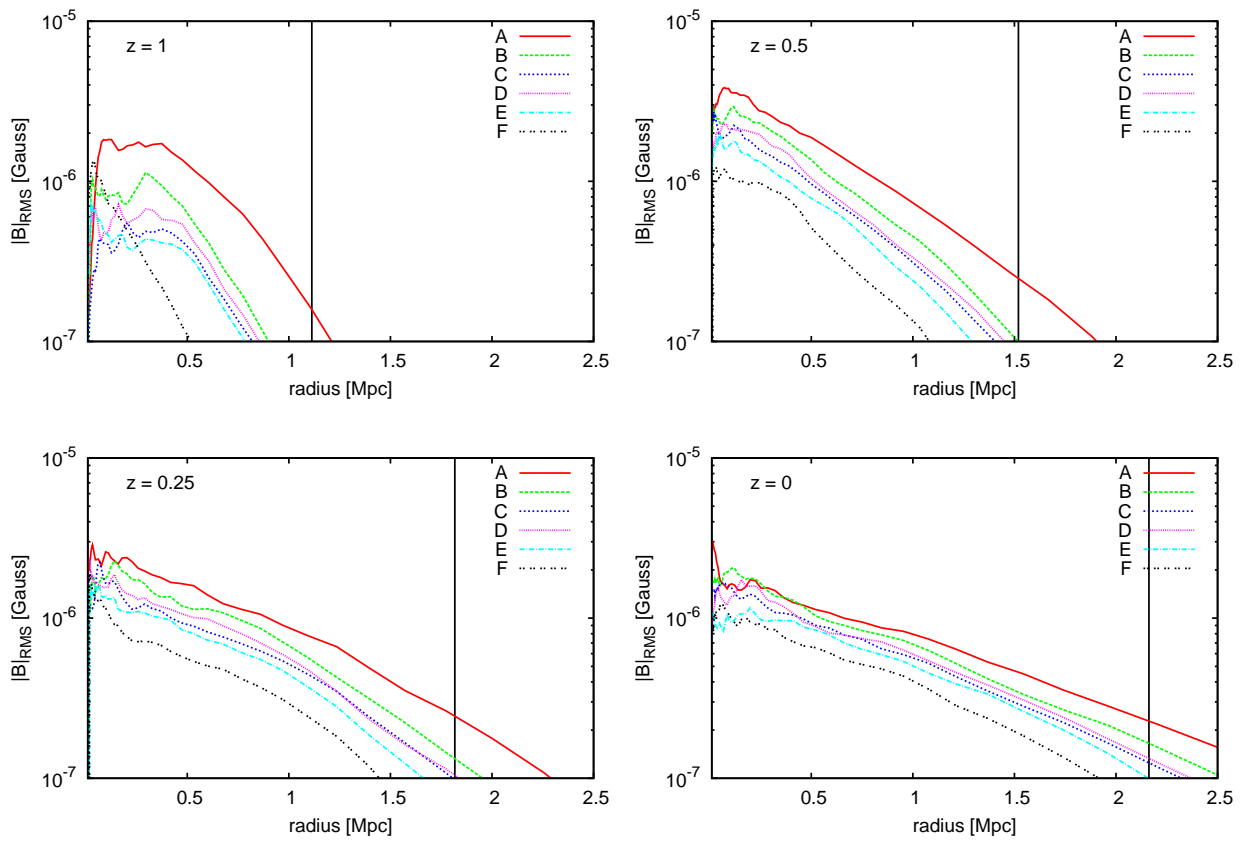 |B|RMS [Gauss]
10^-5
10^-6
10^-7
z = 1
A
B
C
D
E
F
0.5 1 1.5 2 2.5
radius [Mpc]
|B|RMS [Gauss]
10^-5
10^-6
10^-7
z = 0.5
A
B
C
D
E
F
0.5 1 1.5 2 2.5
radius [Mpc]
|B|RMS [Gauss]
10^-5
10^-6
10^-7
z = 0.25
A
B
C
D
E
F
0.5 1 1.5 2 2.5
radius [Mpc]
|B|RMS [Gauss]
10^-5
10^-6
10^-7
z = 0
A
B
C
D
E
F
0.5 1 1.5 2 2.5
radius [Mpc]